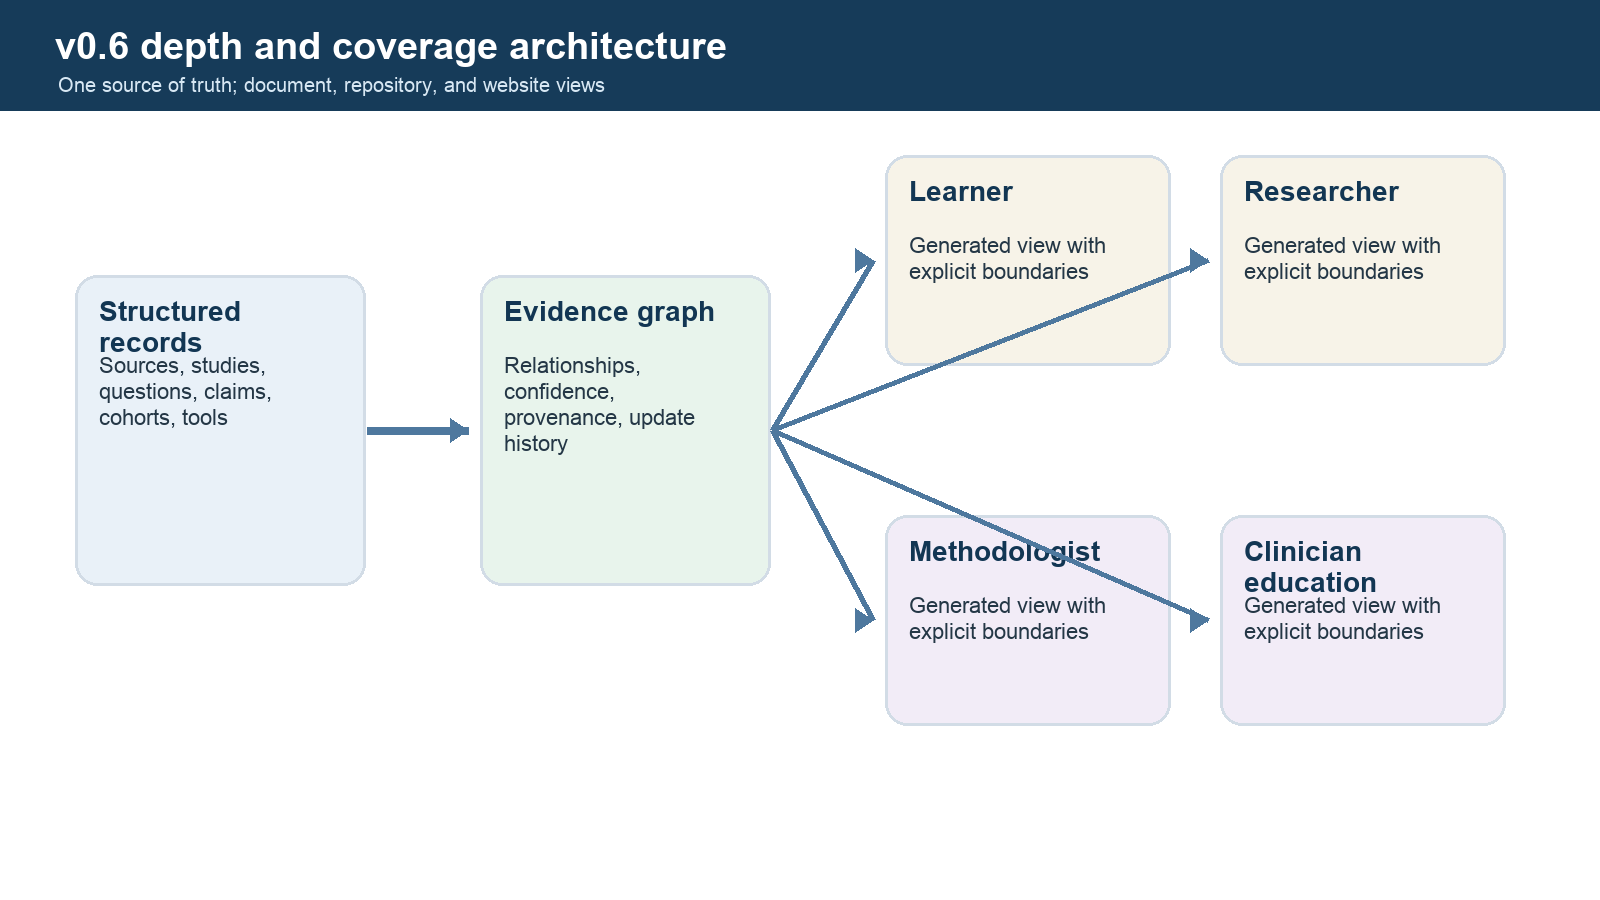 v0.6 depth and coverage architecture
One source of truth; document, repository, and website views
Structured
records
Sources, studies,
questions, claims,
cohorts, tools
Evidence graph
Relationships,
confidence,
provenance, update
history
Learner
Generated view with
explicit boundaries
Researcher
Generated view with
explicit boundaries
Methodologist
Generated view with
explicit boundaries
Clinician
education
Generated view with
explicit boundaries